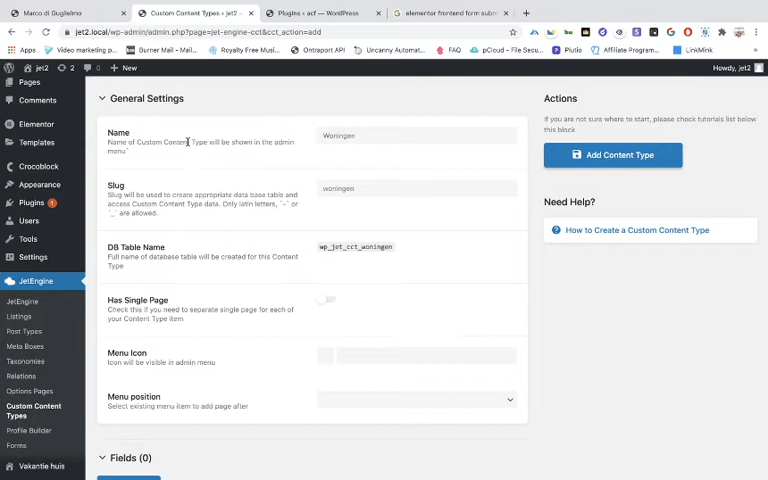 Marco di Guglielmo
Custom Content Types ‹ jet2 –
Plugins ‹ acf — WordPress
elementor frontend form subm
jet2.local/wp-admin/admin.php?page=jet-engine-cct&cct_action=add
Apps
Video marketing p...
Burner Mail - Mail...
Royalty Free Musi...
Ontraport API
Uncanny Automat...
FAQ
pCloud - File Secu...
Plutio
Affiliate Program...
LinkMink
jet2
2
0
+ New
Howdy, jet2
Pages
Comments
Elementor
Templates
Crocoblock
Appearance
Plugins 1
Users
Tools
Settings
JetEngine
JetEngine
Listings
Post Types
Meta Boxes
Taxonomies
Relations
Options Pages
Custom Content
Types
Profile Builder
Forms
Vakantie huis
General Settings
Name
Name of Custom Content Type will be shown in the admin
menu`
Woningen
Slug
Slug will be used to create appropriate data base table and
access Custom Content Type data. Only latin letters, `-` or
`_` are allowed.
woningen
DB Table Name
Full name of database table will be created for this Content
Type
wp_jet_cct_woningen
Has Single Page
Check this if you need to separate single page for each of
your Content Type item
Menu Icon
Icon will be visible in admin menu
Menu position
Select existing menu item to add page after
Fields (0)
Actions
If you are not sure where to start, please check tutorials list below
this block
Add Content Type
Need Help?
How to Create a Custom Content Type